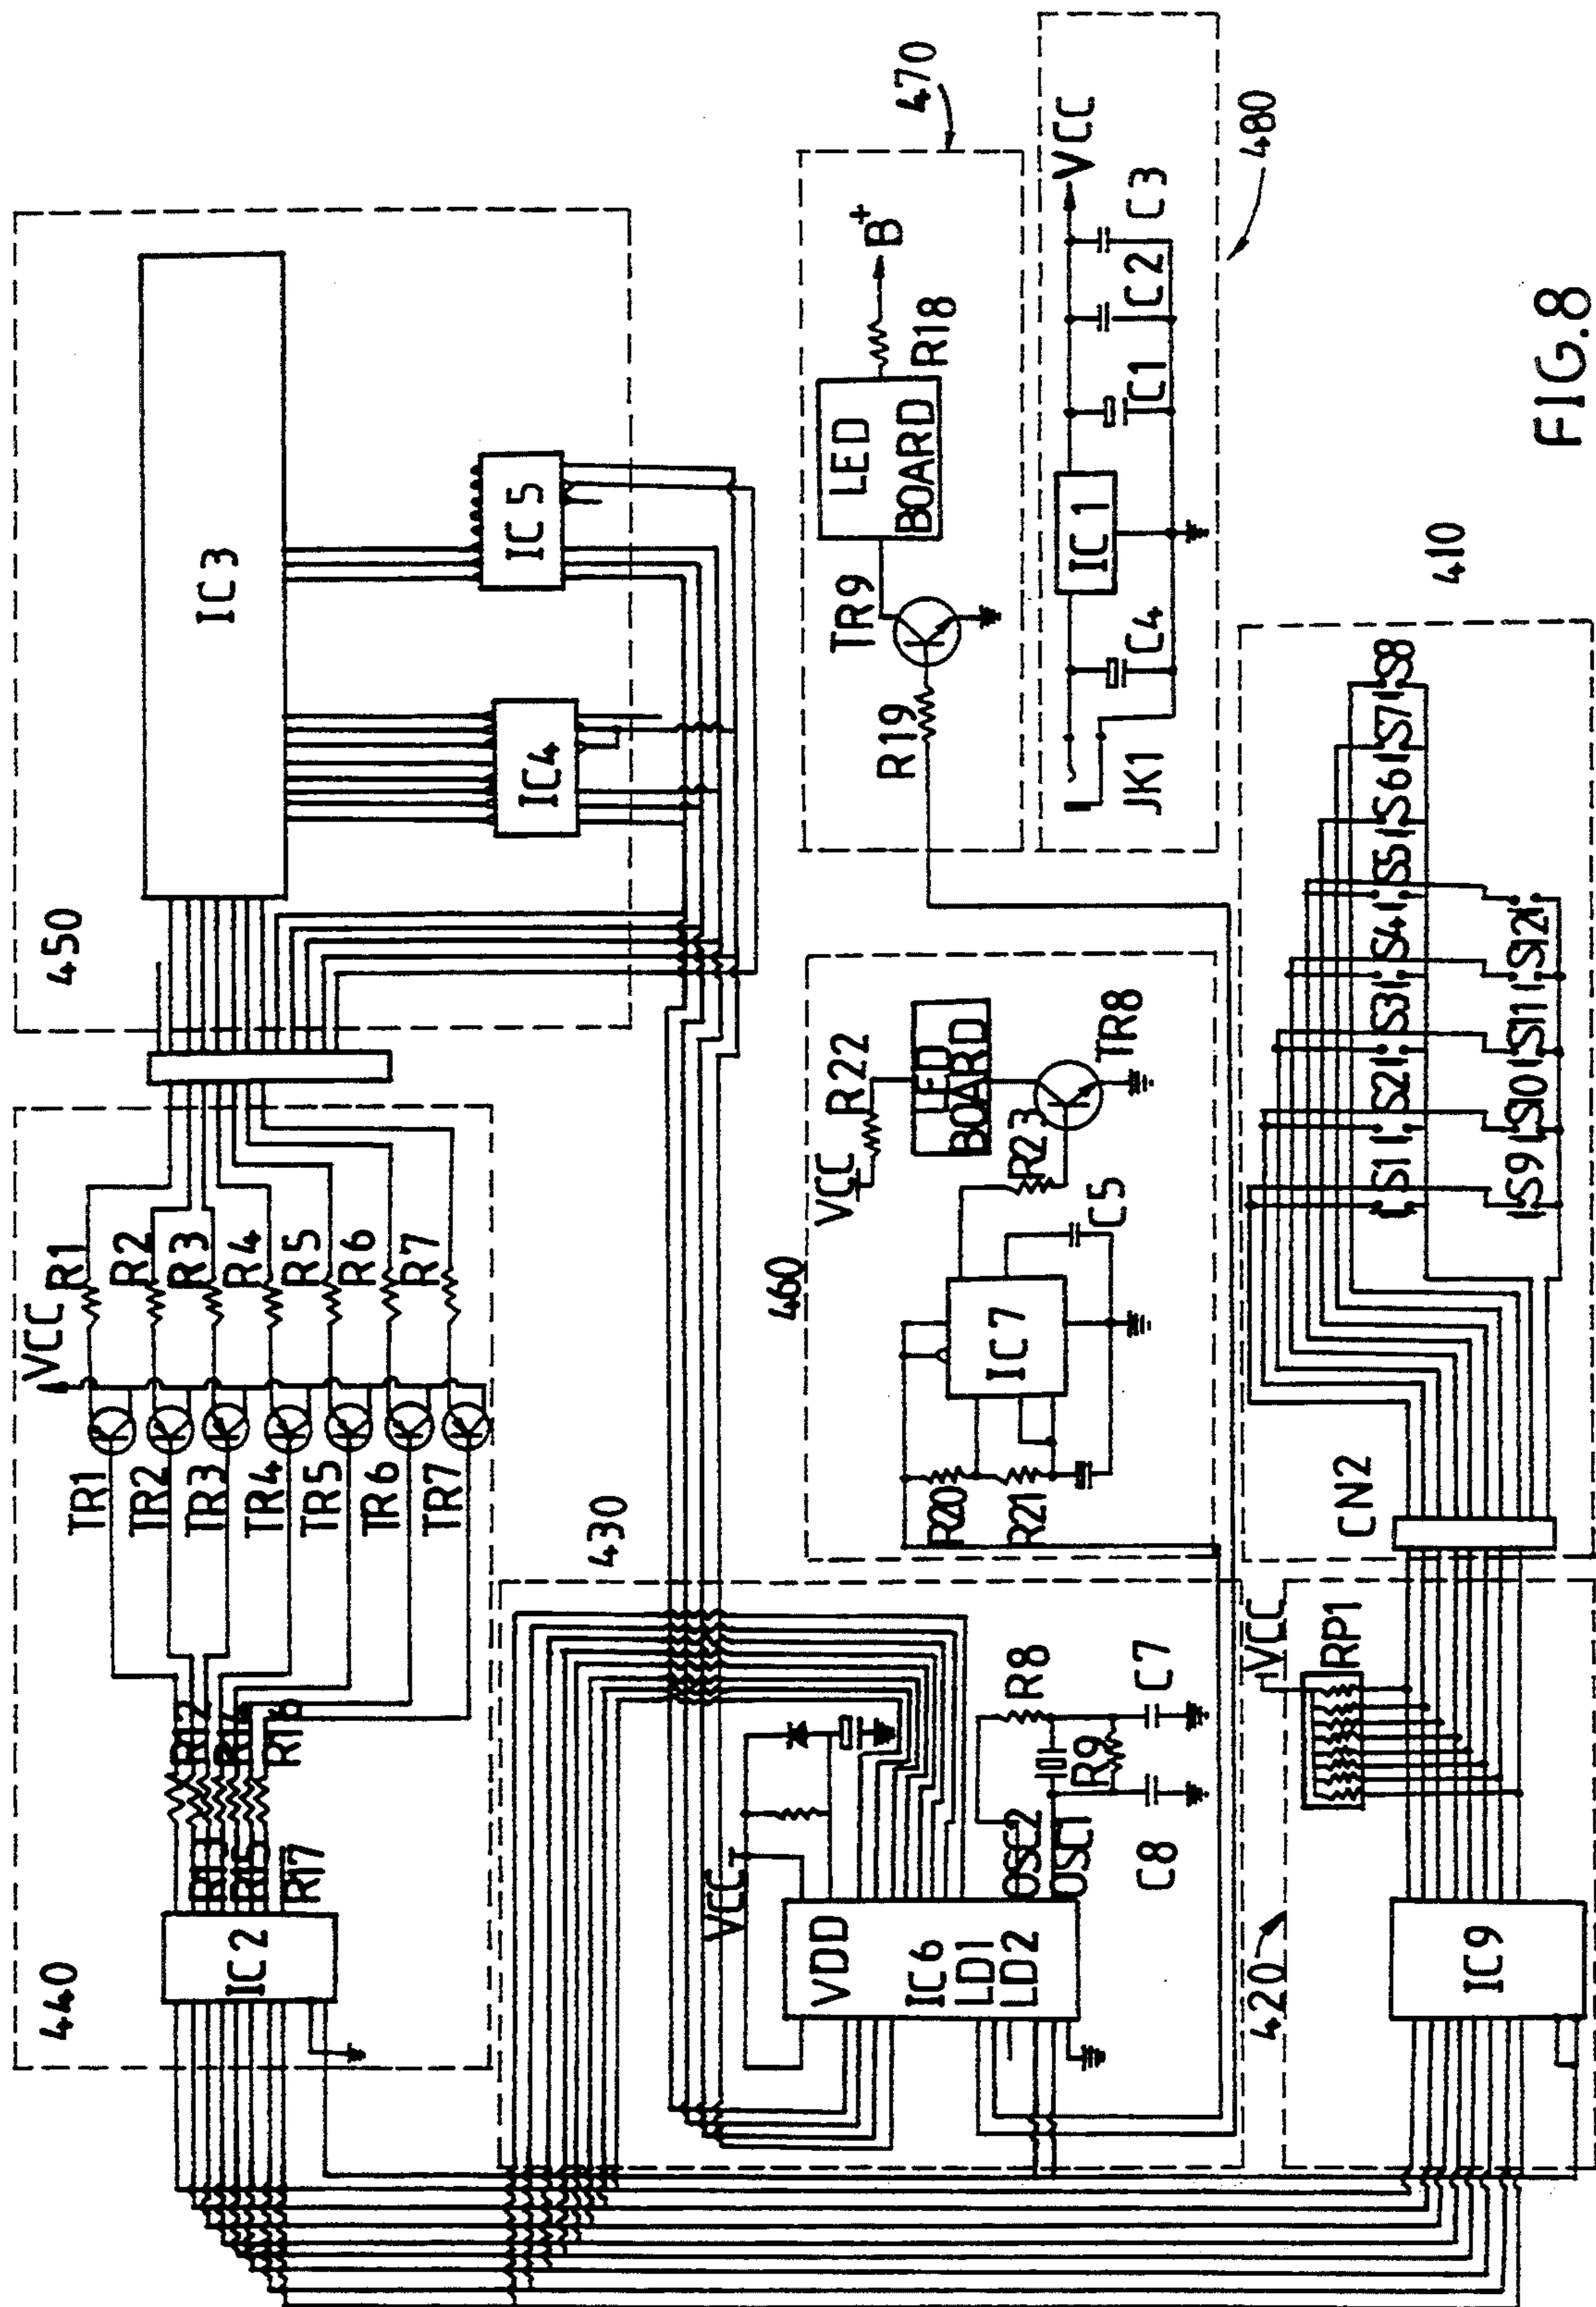 440
IC2
R12
R14
R16
R13
R15
R17
TR1
TR2
TR3
TR4
TR5
TR6
TR7
VCC
R1
R2
R3
R4
R5
R6
R7
450
IC3
IC4
IC5
430
VCC
VDD
IC6
LD1
LD2
OSC2
OSC1
R8
R9
C7
C8
460
VCC
R22
LED
BOARD
R23
TR8
IC7
C5
R20
R21
470
R19
TR9
LED
BOARD
R18
B+
480
JK1
C4
IC1
TC1
C2
C3
VCC
420
IC9
VCC
RP1
410
CN2
S1
S2
S3
S4
S5
S6
S7
S8
S9
S10
S11
S12
FIG.8